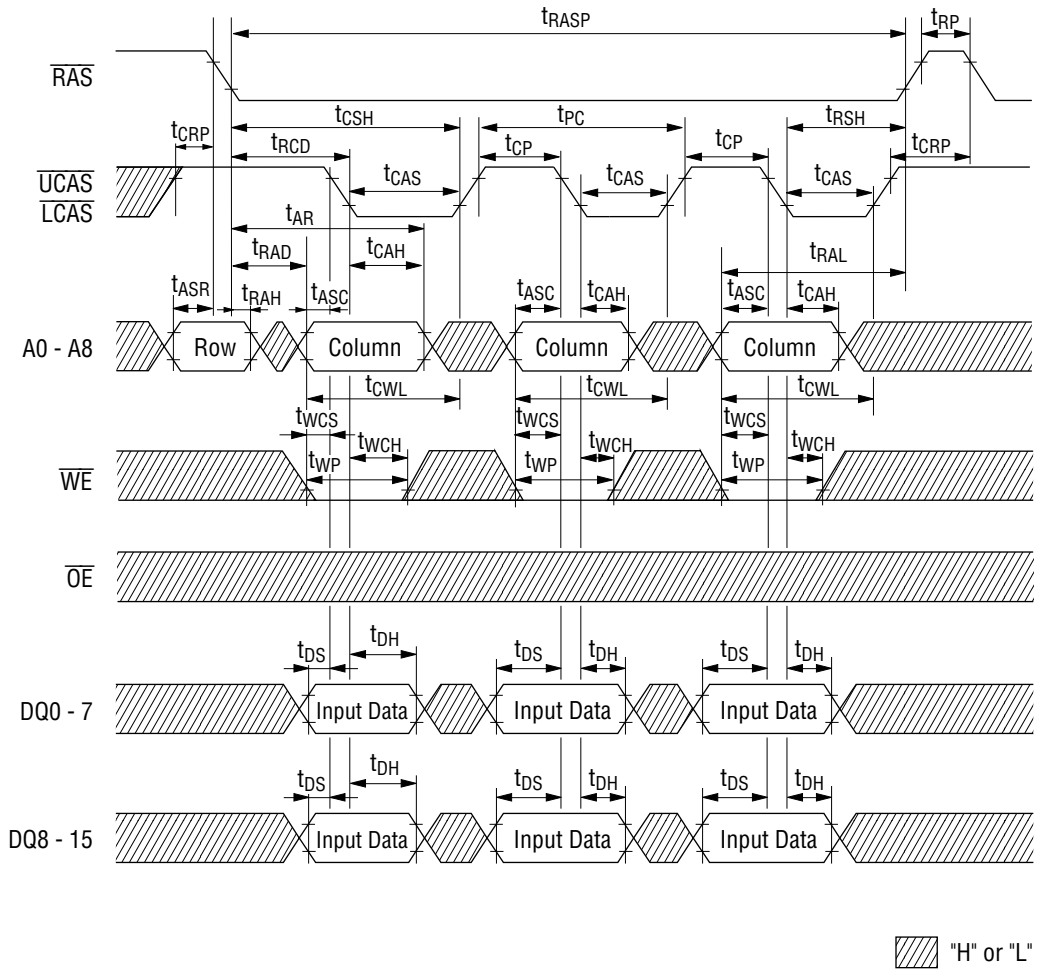 tRASP tRP
RAS
tCSH tPC tRSH
tCRP tRCD tCP tCP tCRP
UCAS
LCAS
tCAS tCAS tCAS
tAR
tRAD tCAH tRAL
tASR tRAH tASC tASC tCAH tASC tCAH
A0 - A8 Row Column Column Column
tCWL tCWL tCWL
tWCS tWCS tWCS
tWCH tWCH tWCH
WE tWP tWP tWP
OE
tDS tDH tDS tDH tDS tDH
DQ0 - 7 Input Data Input Data Input Data
tDS tDH tDS tDH tDS tDH
DQ8 - 15 Input Data Input Data Input Data
"H" or "L"